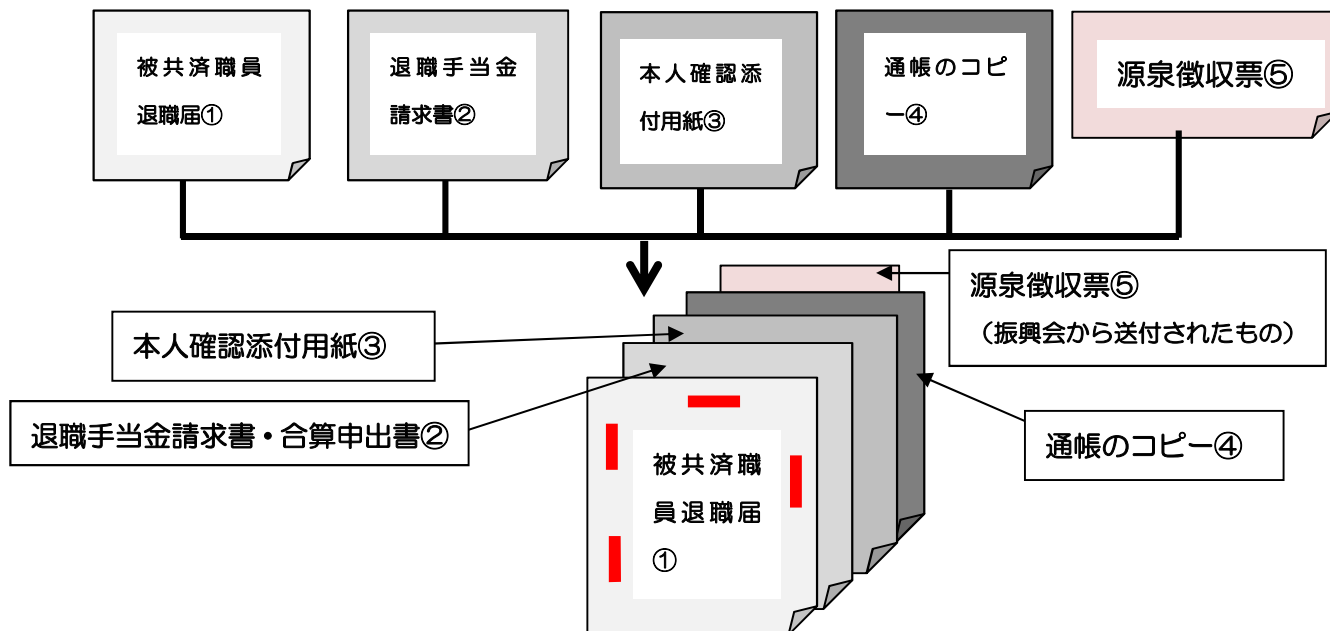 被共済職員
退職届①
退職手当金
請求書②
本人確認添
付用紙③
通帳のコピ
ー④
源泉徴収票⑤
源泉徴収票⑤
（振興会から送付されたもの）
本人確認添付用紙③
退職手当金請求書・合算申出書②
通帳のコピー④
被共済職
員退職届
①